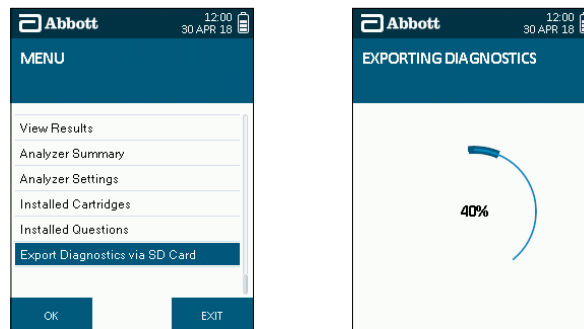 Abbott
12:00
30 APR 18
MENU
View Results
Analyzer Summary
Analyzer Settings
Installed Cartridges
Installed Questions
Export Diagnostics via SD Card
OK
EXIT
Abbott
12:00
30 APR 18
EXPORTING DIAGNOSTICS
40%